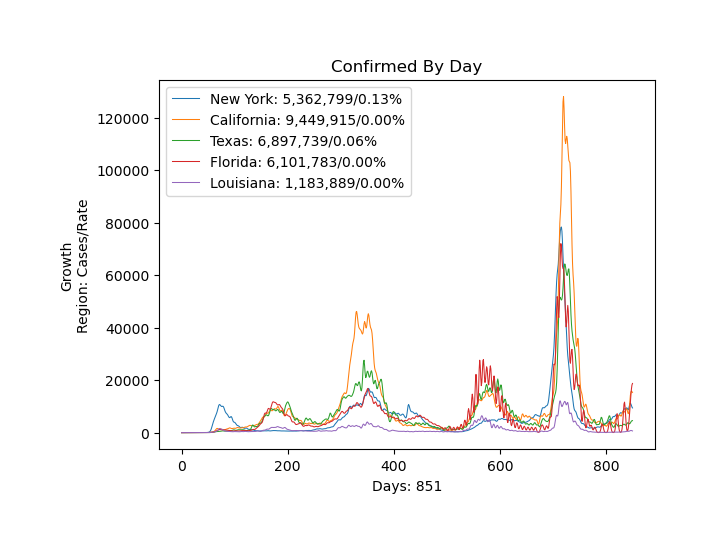 Confirmed By Day
New York: 5,362,799/0.13%
California: 9,449,915/0.00%
Texas: 6,897,739/0.06%
Florida: 6,101,783/0.00%
Louisiana: 1,183,889/0.00%
Growth
Region: Cases/Rate
120000
100000
80000
60000
40000
20000
0
0 200 400 600 800
Days: 851